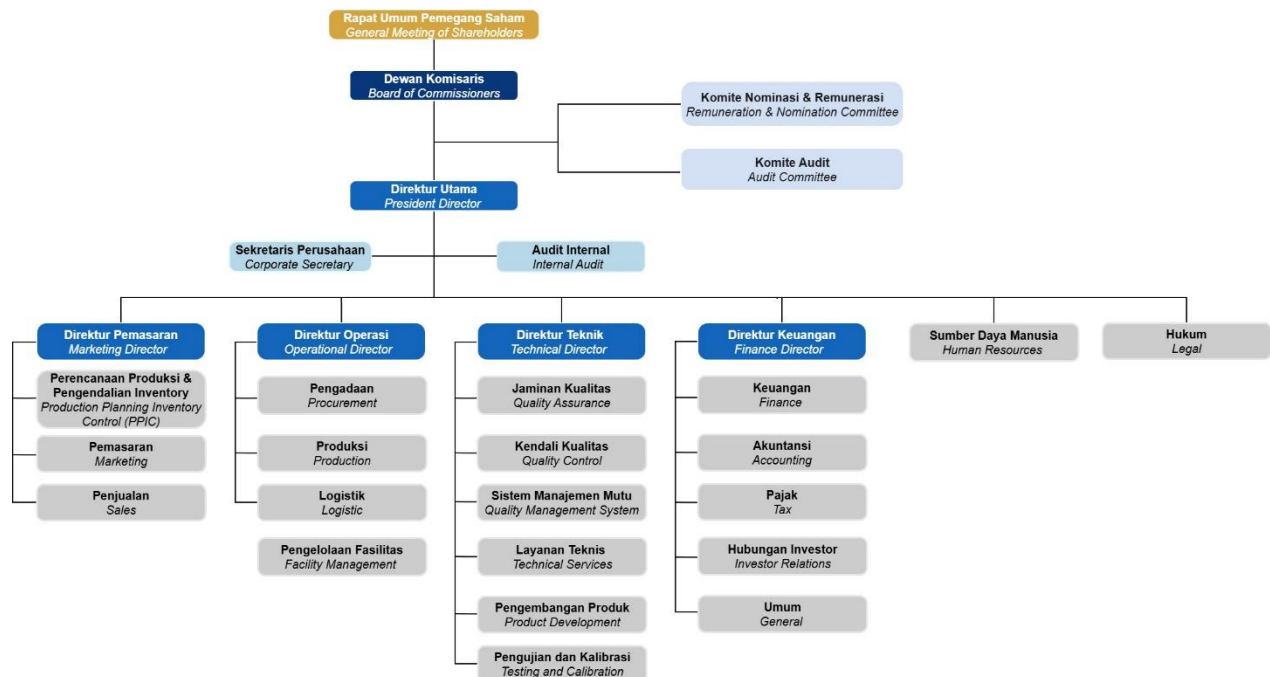 Rapat Umum Pemegang Saham
General Meeting of Shareholders
Dewan Komisaris
Board of Commissioners
Komite Nominasi & Remunerasi
Remuneration & Nomination Committee
Komite Audit
Audit Committee
Direktur Utama
President Director
Sekretaris Perusahaan
Corporate Secretary
Audit Internal
Internal Audit
Direktur Pemasaran
Marketing Director
Perencanaan Produksi &
Pengendalian Inventory
Production Planning Inventory
Control (PPIC)
Pemasaran
Marketing
Penjualan
Sales
Direktur Operasi
Operational Director
Pengadaan
Procurement
Produksi
Production
Logistik
Logistic
Pengelolaan Fasilitas
Facility Management
Direktur Teknik
Technical Director
Jaminan Kualitas
Quality Assurance
Kendali Kualitas
Quality Control
Sistem Manajemen Mutu
Quality Management System
Layanan Teknis
Technical Services
Pengembangan Produk
Product Development
Pengujian dan Kalibrasi
Testing and Calibration
Direktur Keuangan
Finance Director
Keuangan
Finance
Akuntansi
Accounting
Pajak
Tax
Hubungan Investor
Investor Relations
Umum
General
Sumber Daya Manusia
Human Resources
Hukum
Legal